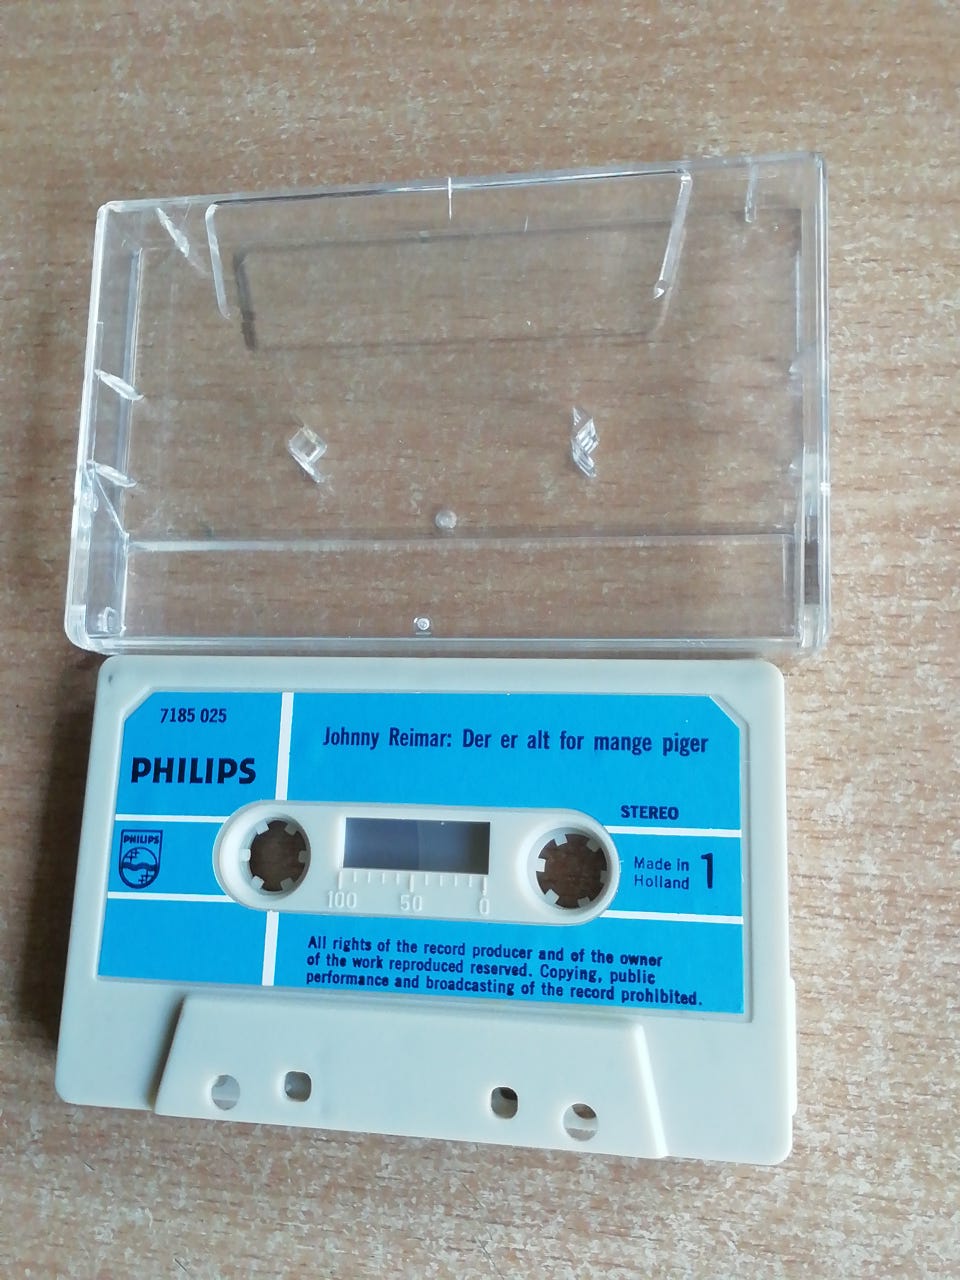 7185 025
Johnny Reimar: Der er alt for mange piger
PHILIPS
STEREO
PHILIPS
Made in
Holland
1
100 50 0
All rights of the record producer and of the owner
of the work reproduced reserved. Copying, public
performance and broadcasting of the record prohibited.